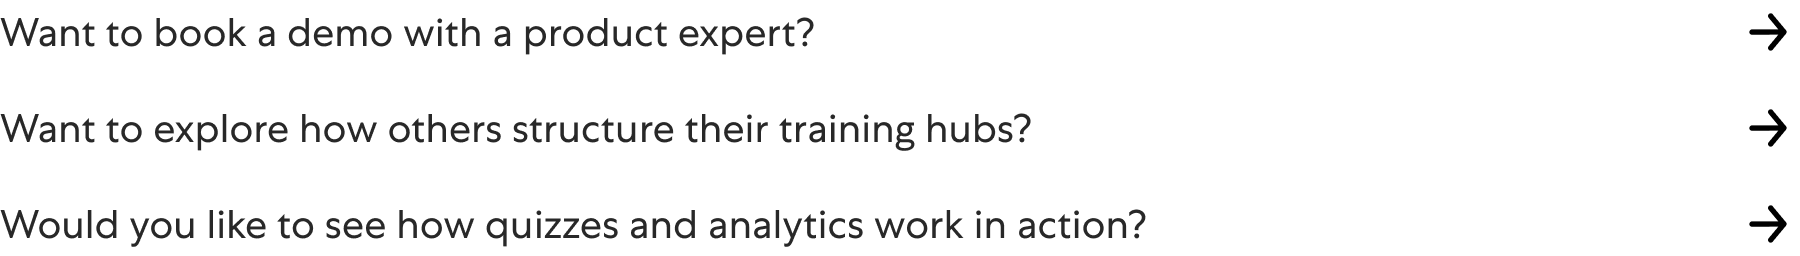 Want to book a demo with a product expert?
Want to explore how others structure their training hubs?
Would you like to see how quizzes and analytics work in action?